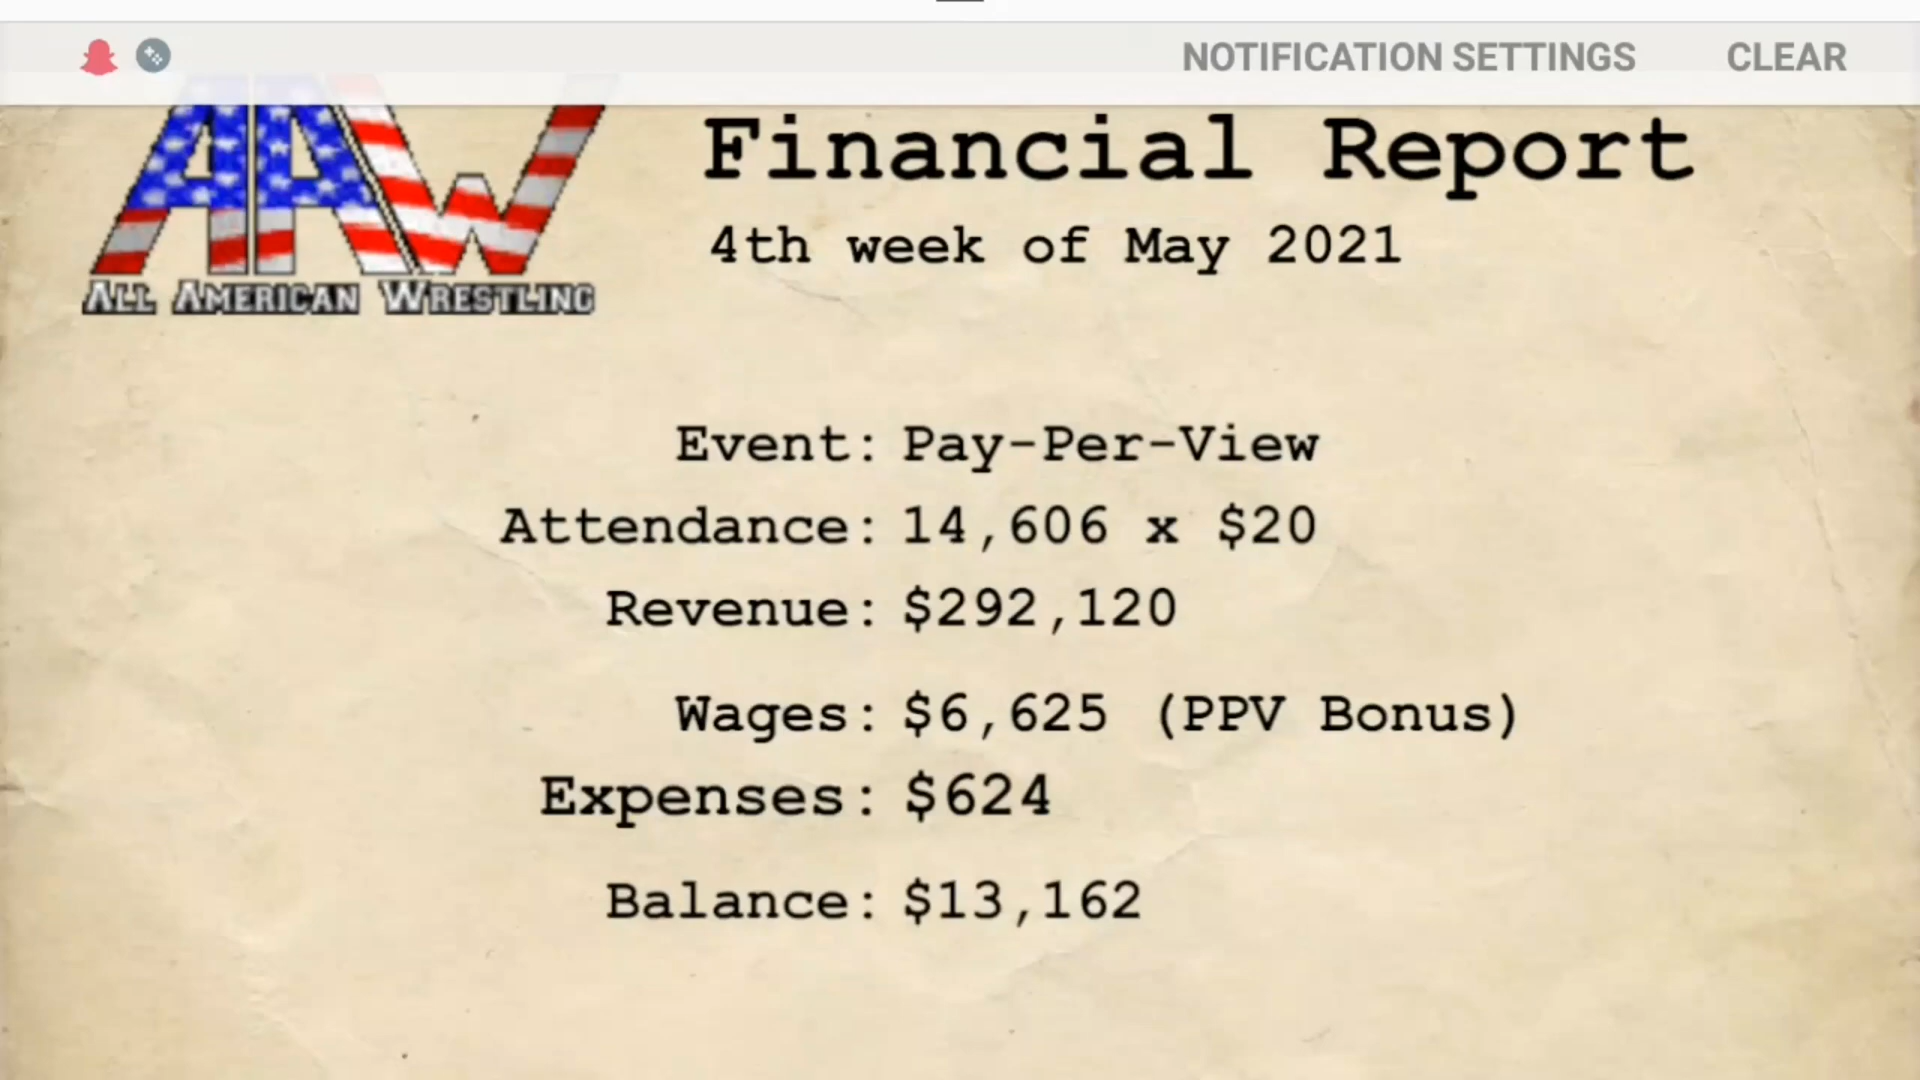 NOTIFICATION SETTINGS CLEAR
AAW
ALL AMERICAN WRESTLING
Financial Report
4th week of May 2021
Event: Pay-Per-View
Attendance: 14,606 x $20
Revenue: $292,120
Wages: $6,625 (PPV Bonus)
Expenses: $624
Balance: $13,162